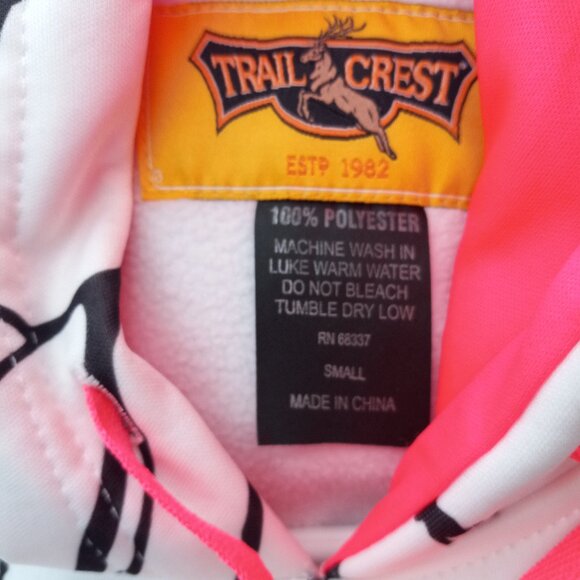 TRAIL CREST
ESTD 1982
100% POLYESTER
MACHINE WASH IN
LUKE WARM WATER
DO NOT BLEACH
TUMBLE DRY LOW
RN 68337
SMALL
MADE IN CHINA